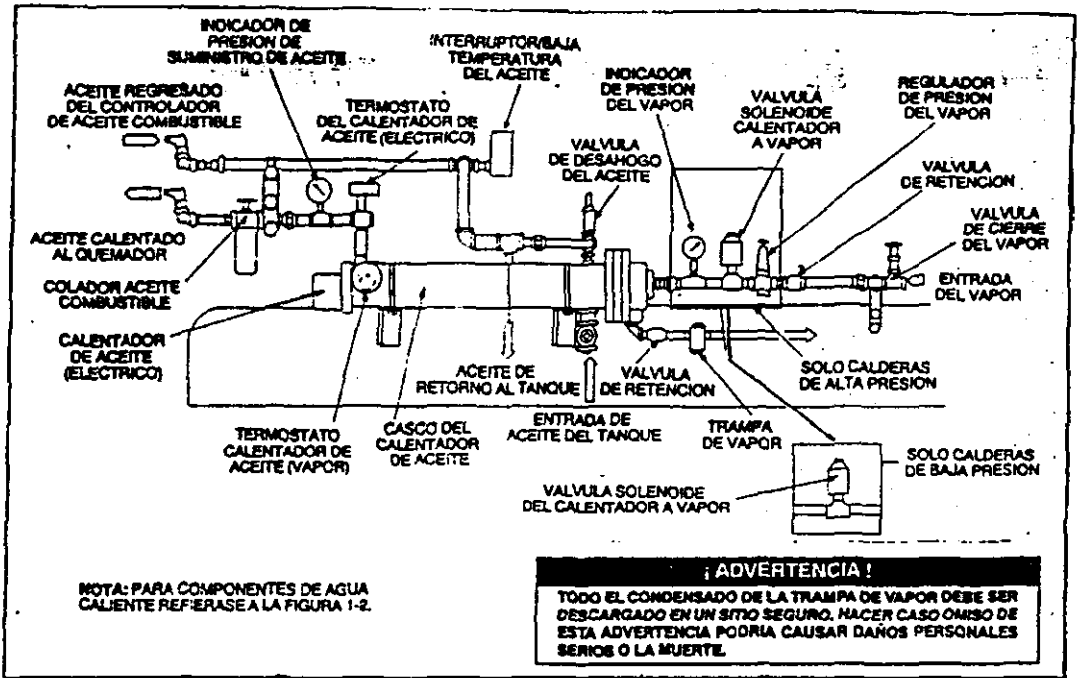 INDICADOR DE
PRESION DE
SUMINISTRO DE ACEITE
INTERRUPTOR/BAJA
TEMPERATURA
DEL ACEITE
INDICADOR
DE PRESION
DEL VAPOR
VALVULA
SOLENOIDE
CALENTADOR
A VAPOR
REGULADOR
DE PRESION
DEL VAPOR
ACEITE REGRESADO
DEL CONTROLADOR
DE ACEITE COMBUSTIBLE
TERMOSTATO
DEL CALENTADOR DE
ACEITE (ELECTRICO)
VALVULA
DE DESAHOGO
DEL ACEITE
VALVULA
DE RETENCION
VALVULA
DE CIERRE
DEL VAPOR
ACEITE CALENTADO
AL QUEMADOR
ENTRADA
DEL VAPOR
COLADOR ACEITE
COMBUSTIBLE
CALENTADOR
DE ACEITE
(ELECTRICO)
ACEITE DE
RETORNO AL TANQUE
VALVULA
DE RETENCION
SOLO CALDERAS
DE ALTA PRESION
TERMOSTATO
CALENTADOR DE
ACEITE (VAPOR)
CASCO DEL
CALENTADOR
DE ACEITE
ENTRADA DE
ACEITE DEL TANQUE
TRAMPA
DE VAPOR
SOLO CALDERAS
DE BAJA PRESION
VALVULA SOLENOIDE
DEL CALENTADOR A VAPOR
NOTA: PARA COMPONENTES DE AGUA
CALIENTE REFIERASE A LA FIGURA 1-2.
¡ ADVERTENCIA !
TODO EL CONDENSADO DE LA TRAMPA DE VAPOR DEBE SER
DESCARGADO EN UN SITIO SEGURO. HACER CASO OMISO DE
ESTA ADVERTENCIA PODRIA CAUSAR DAÑOS PERSONALES
SERIOS O LA MUERTE.